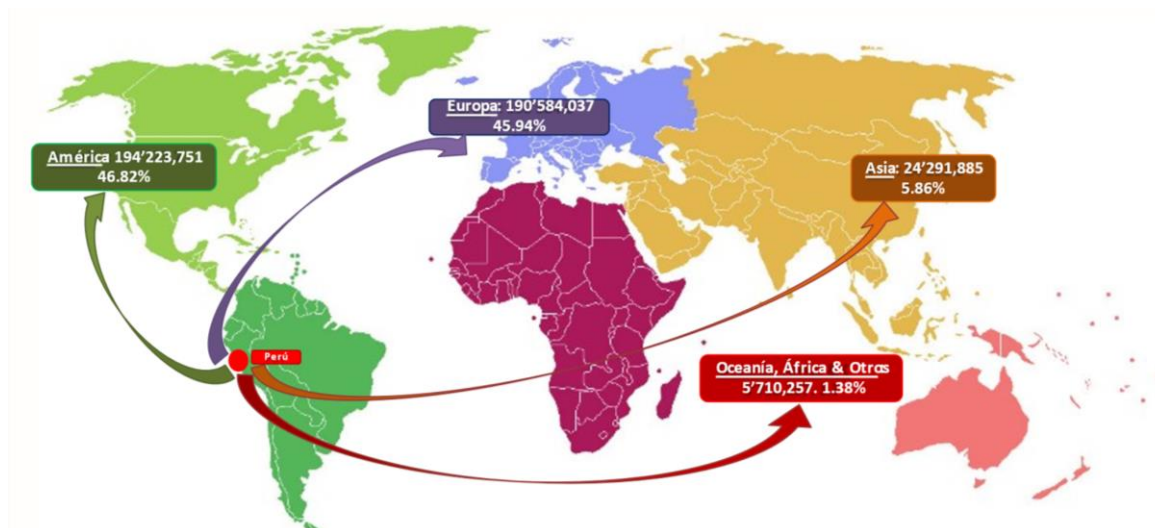 Europa: 190'584,037
45.94%
América 194'223,751
46.82%
Asia: 24'291,885
5.86%
Perú
Oceanía, África & Otros
5'710,257. 1.38%